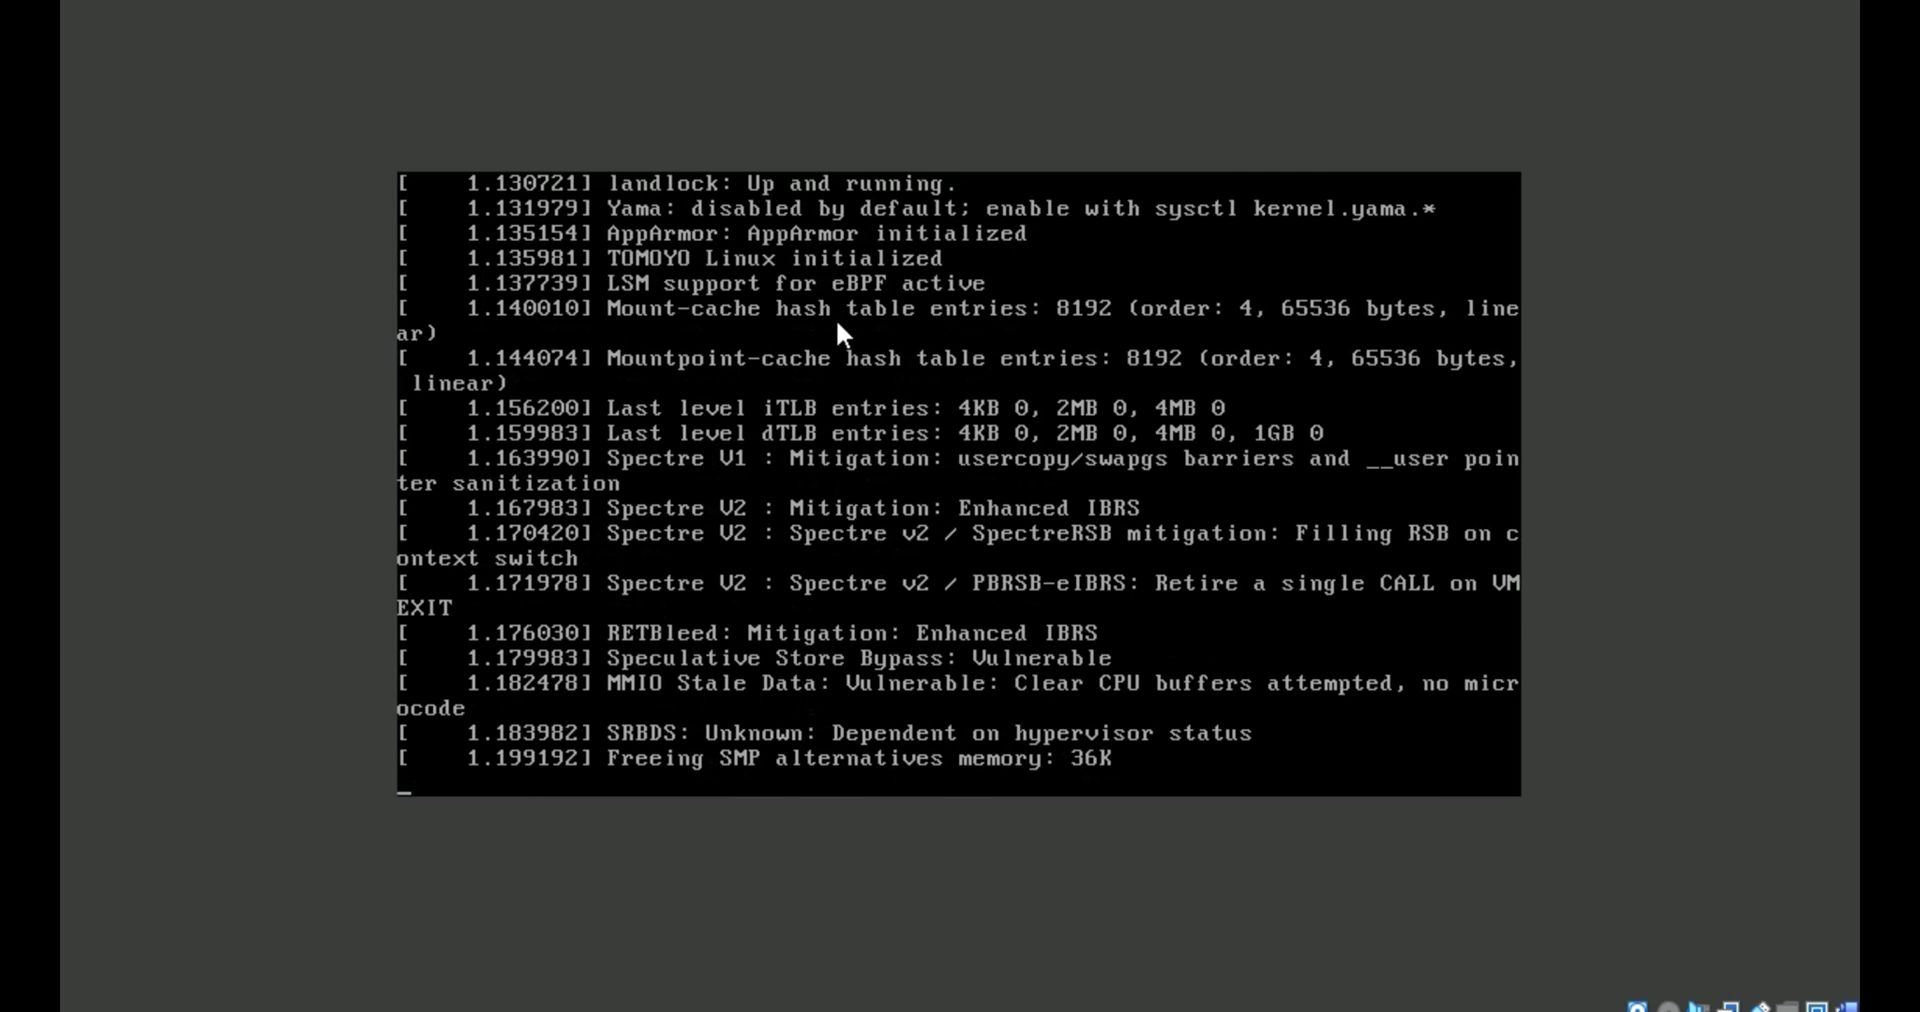 [    1.130721] landlock: Up and running.
[    1.131979] Yama: disabled by default; enable with sysctl kernel.yama.*
[    1.135154] AppArmor: AppArmor initialized
[    1.135981] TOMOYO Linux initialized
[    1.137739] LSM support for eBPF active
[    1.140010] Mount-cache hash table entries: 8192 (order: 4, 65536 bytes, line
ar)
[    1.144074] Mountpoint-cache hash table entries: 8192 (order: 4, 65536 bytes,
 linear)
[    1.156200] Last level iTLB entries: 4KB 0, 2MB 0, 4MB 0
[    1.159983] Last level dTLB entries: 4KB 0, 2MB 0, 4MB 0, 1GB 0
[    1.163990] Spectre V1 : Mitigation: usercopy/swapgs barriers and __user poin
ter sanitization
[    1.167983] Spectre V2 : Mitigation: Enhanced IBRS
[    1.170420] Spectre V2 : Spectre v2 / SpectreRSB mitigation: Filling RSB on c
ontext switch
[    1.171978] Spectre V2 : Spectre v2 / PBRSB-eIBRS: Retire a single CALL on VM
EXIT
[    1.176030] RETBleed: Mitigation: Enhanced IBRS
[    1.179983] Speculative Store Bypass: Vulnerable
[    1.182478] MMIO Stale Data: Vulnerable: Clear CPU buffers attempted, no micr
ocode
[    1.183982] SRBDS: Unknown: Dependent on hypervisor status
[    1.199192] Freeing SMP alternatives memory: 36K
_